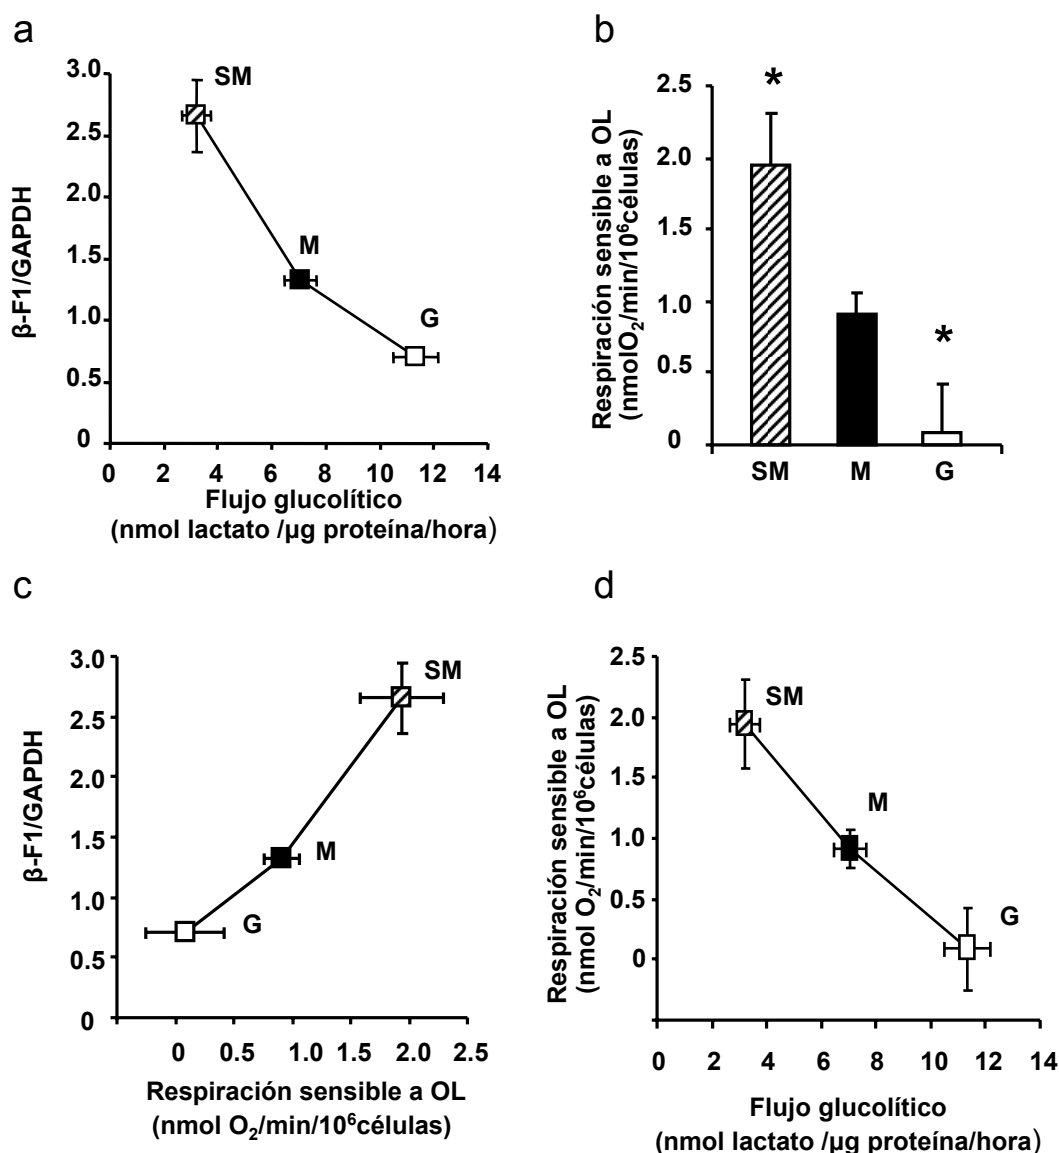 a
3.0
2.5
2.0
1.5
1.0
0.5
0
β-F1/GAPDH
SM
M
G
0 2 4 6 8 10 12 14
Flujo glucolítico
(nmol lactato /µg proteína/hora)
b
2.5
2.0
1.5
1.0
0.5
0
Respiración sensible a OL
(nmolO2/min/10⁶células)
*
*
SM M G
c
3.0
2.5
2.0
1.5
1.0
0.5
0
β-F1/GAPDH
SM
M
G
0 0.5 1.0 1.5 2.0 2.5
Respiración sensible a OL
(nmol O2/min/10⁶células)
d
2.5
2.0
1.5
1.0
0.5
0
Respiración sensible a OL
(nmol O2/min/10⁶células)
SM
M
G
0 2 4 6 8 10 12 14
Flujo glucolítico
(nmol lactato /µg proteína/hora)